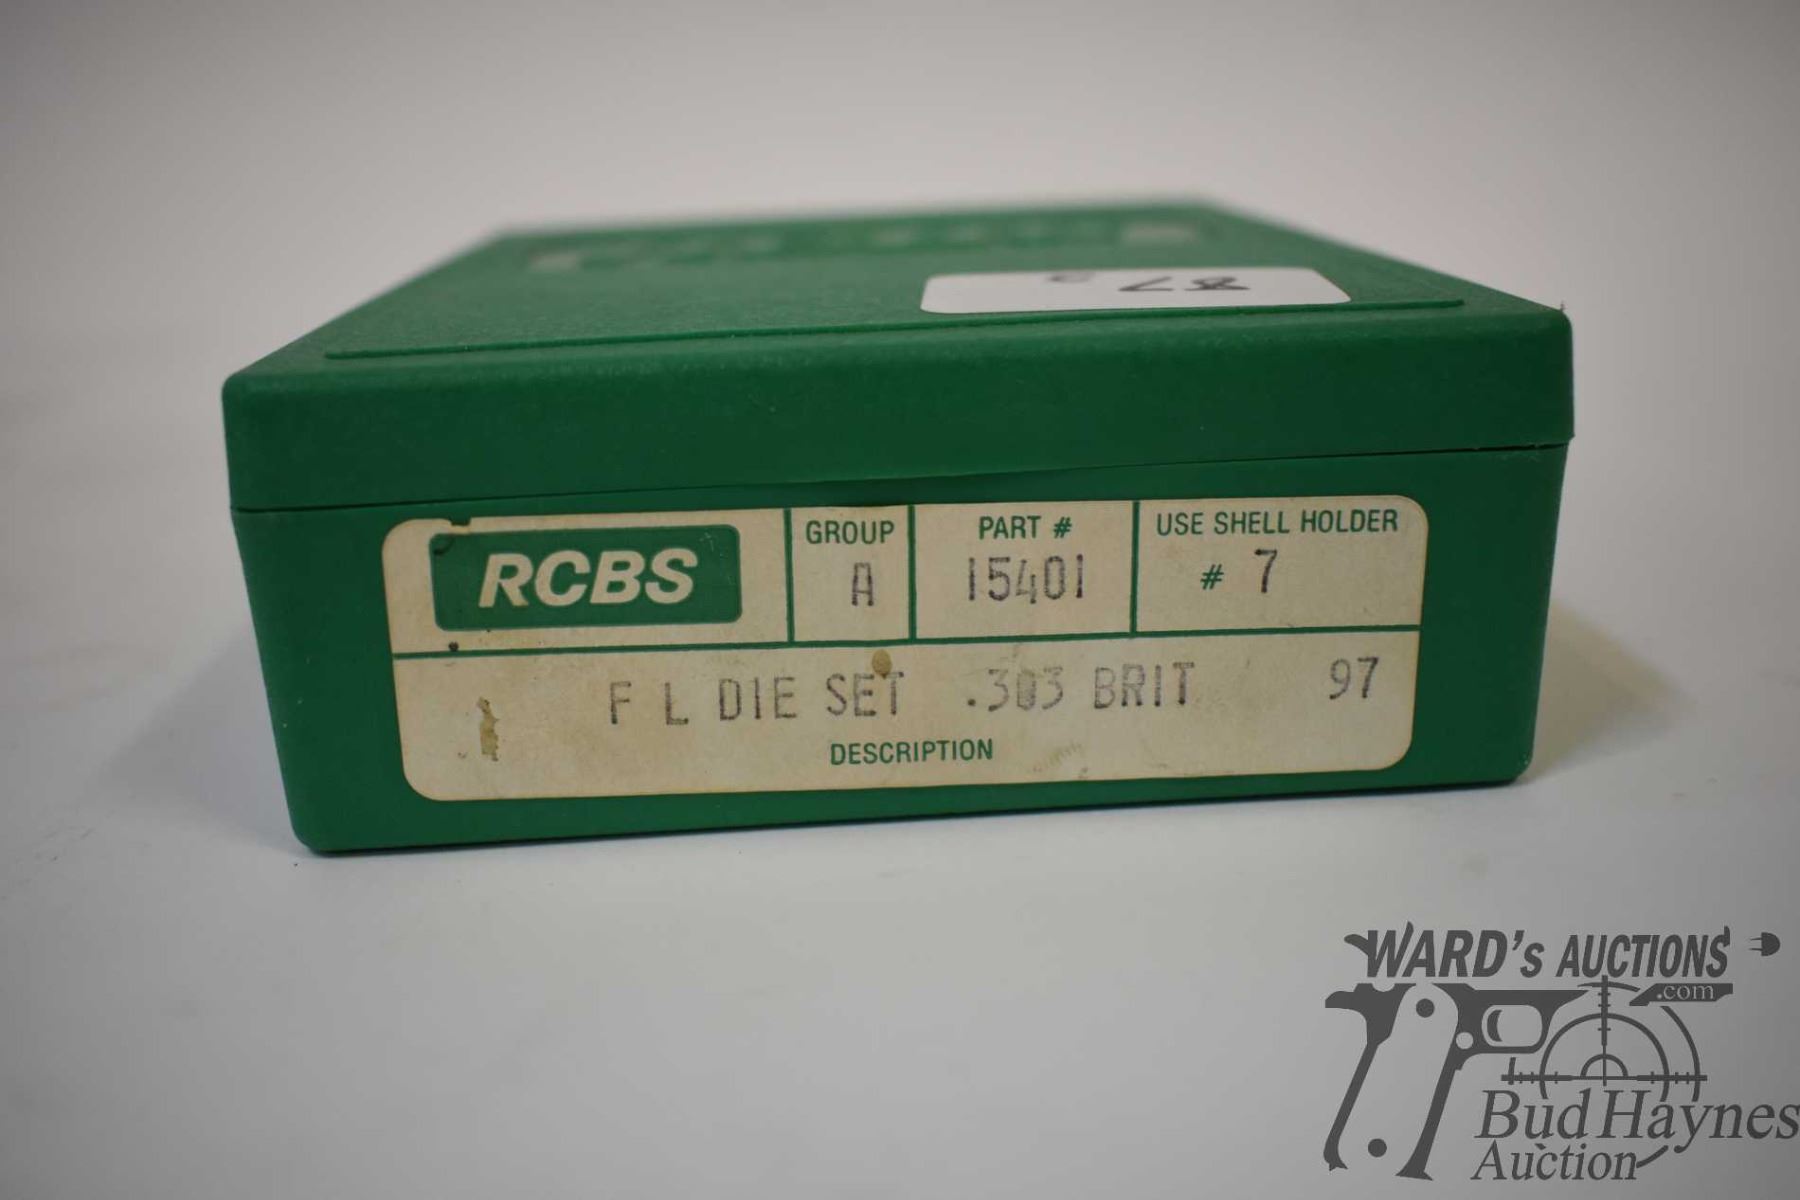 RCBS
GROUP
A
PART #
15401
USE SHELL HOLDER
# 7
F L DIE SET .303 BRIT 97
DESCRIPTION
WARD's AUCTIONS
.com
Bud Haynes
Auction